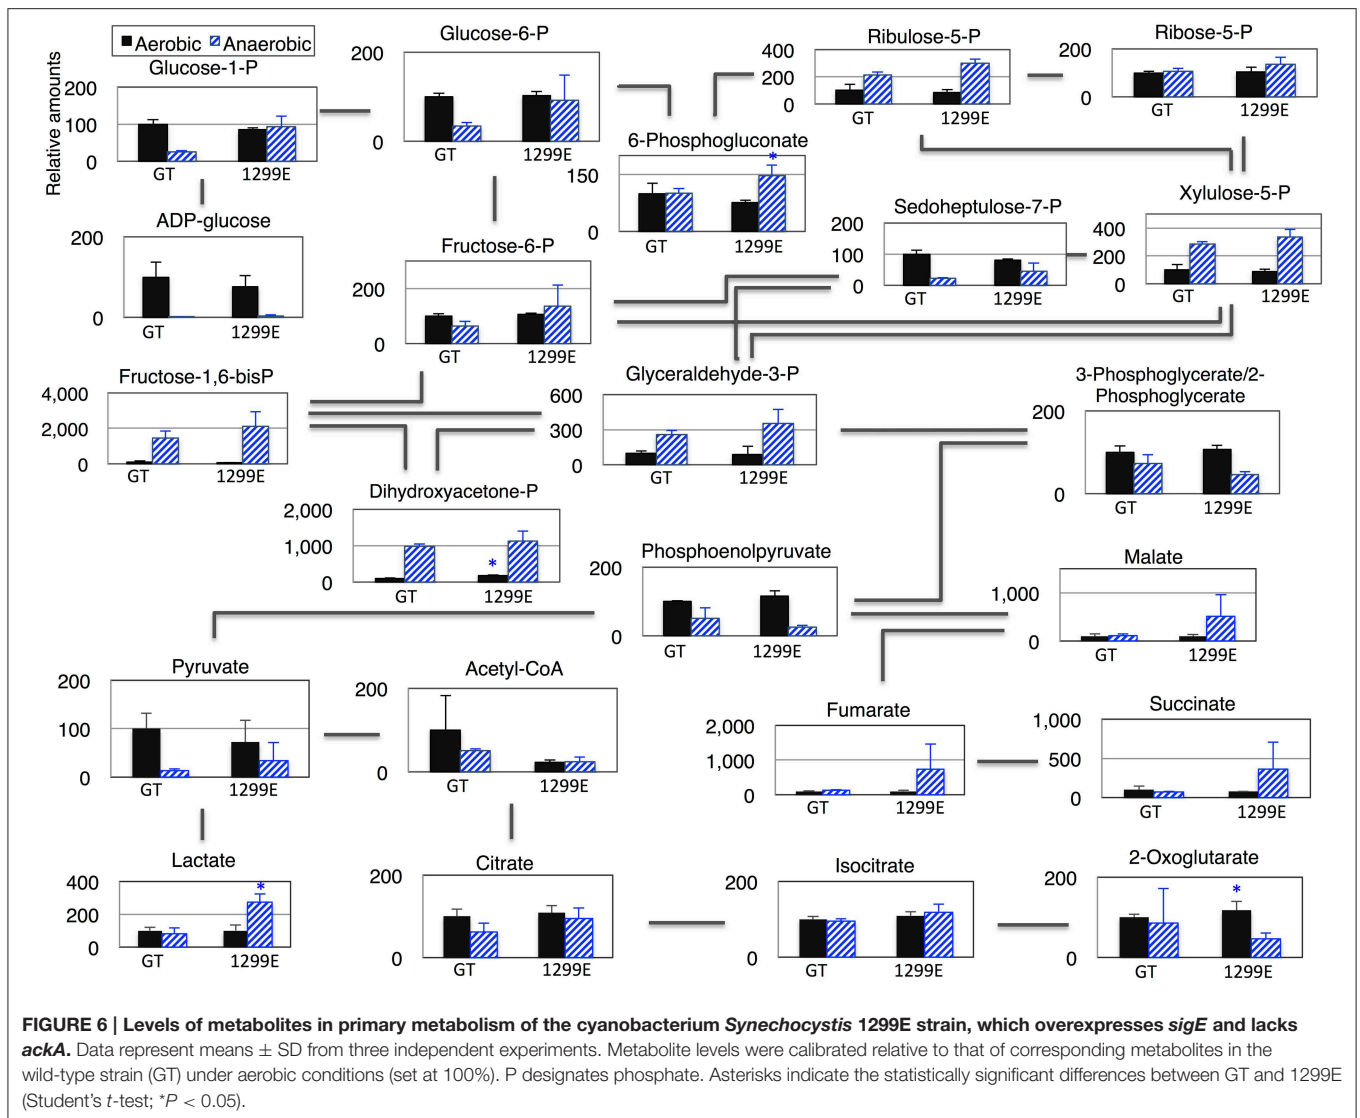 Aerobic Anaerobic
Relative amounts
Glucose-1-P
200
100
0
GT 1299E
Glucose-6-P
200
0
GT 1299E
Ribulose-5-P
400
200
0
GT 1299E
Ribose-5-P
200
0
GT 1299E
6-Phosphogluconate
150
0
*
GT 1299E
ADP-glucose
200
0
GT 1299E
Fructose-6-P
200
0
GT 1299E
Sedoheptulose-7-P
200
100
0
GT 1299E
Xylulose-5-P
400
200
0
GT 1299E
Fructose-1,6-bisP
4,000
2,000
0
GT 1299E
Glyceraldehyde-3-P
600
300
0
GT 1299E
3-Phosphoglycerate/2-
Phosphoglycerate
200
0
GT 1299E
Dihydroxyacetone-P
2,000
1,000
0
*
GT 1299E
Phosphoenolpyruvate
200
0
GT 1299E
Malate
1,000
0
GT 1299E
Pyruvate
200
100
0
GT 1299E
Acetyl-CoA
200
0
GT 1299E
Fumarate
2,000
1,000
0
GT 1299E
Succinate
1,000
500
0
GT 1299E
Lactate
400
200
0
*
GT 1299E
Citrate
200
0
GT 1299E
Isocitrate
200
0
GT 1299E
2-Oxoglutarate
200
0
*
GT 1299E
FIGURE 6 | Levels of metabolites in primary metabolism of the cyanobacterium Synechocystis 1299E strain, which overexpresses sigE and lacks
ackA. Data represent means ± SD from three independent experiments. Metabolite levels were calibrated relative to that of corresponding metabolites in the
wild-type strain (GT) under aerobic conditions (set at 100%). P designates phosphate. Asterisks indicate the statistically significant differences between GT and 1299E
(Student's t-test; *P < 0.05).